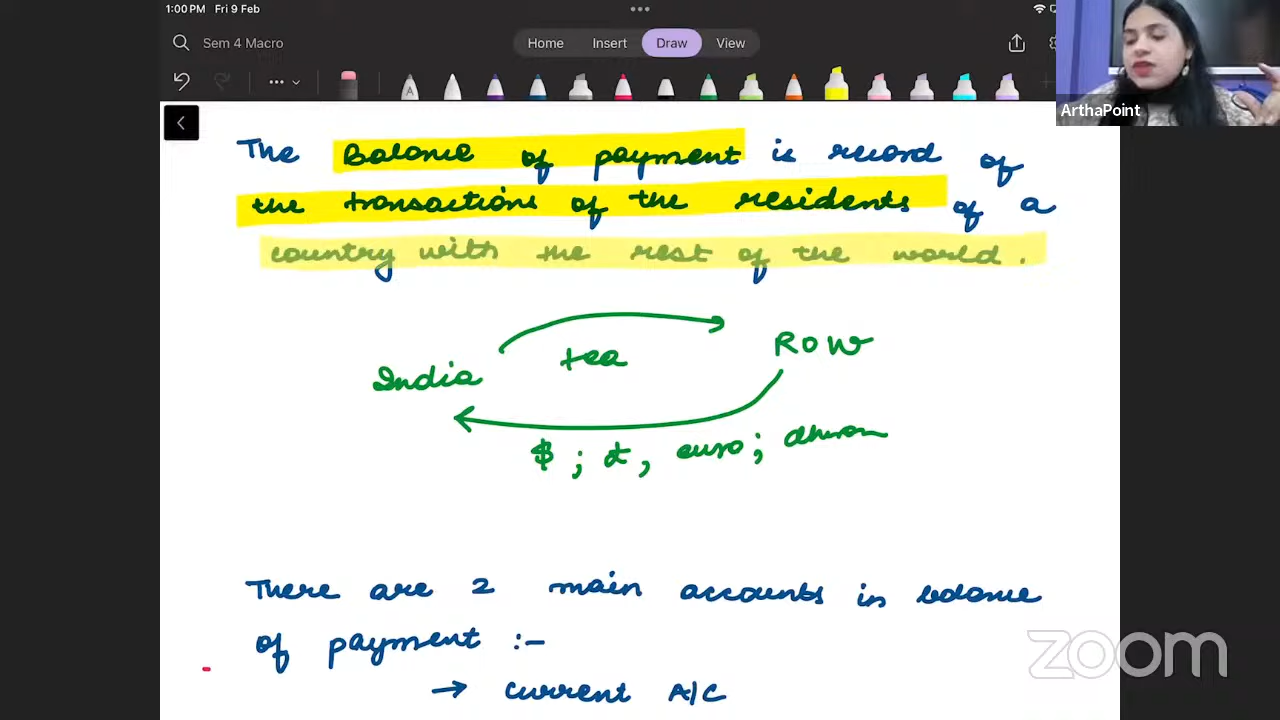 1:00 PM Fri 9 Feb
Sem 4 Macro
Home Insert Draw View
A
ArthaPoint
The Balance of payment is record of
the transactions of the residents of a
country with the rest of the world.
tea
ROW
India
$ ; £, euro;
There are 2 main accounts in balance
of payment :-
zoom
→ current A/C